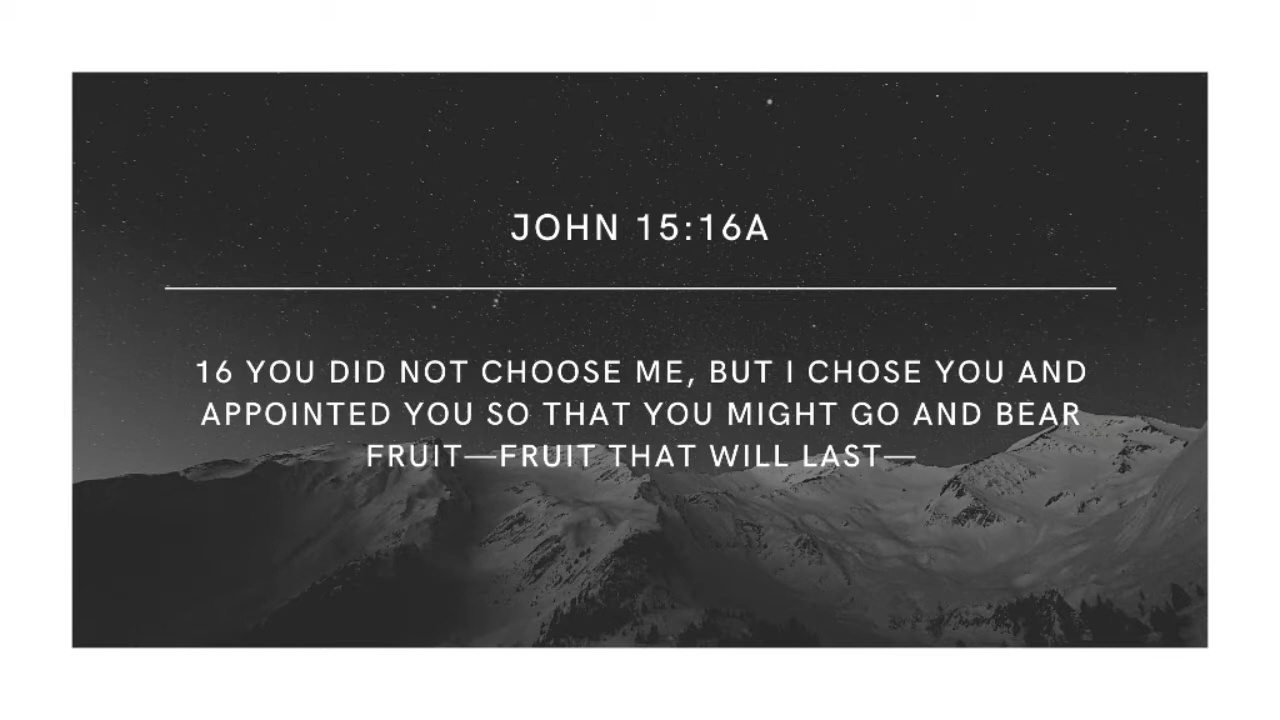 JOHN 15:16A
16 YOU DID NOT CHOOSE ME, BUT I CHOSE YOU AND
APPOINTED YOU SO THAT YOU MIGHT GO AND BEAR
FRUIT—FRUIT THAT WILL LAST—